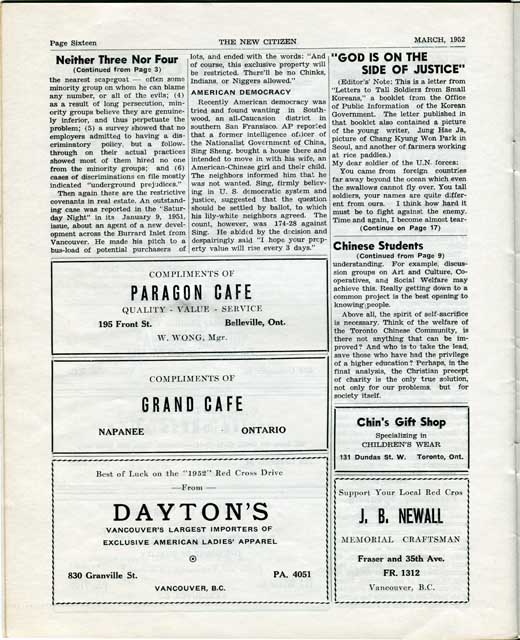 Page Sixteen THE NEW CITIZEN MARCH, 1952
Neither Three Nor Four
(Continued from Page 3)
the nearest scapegoat — often some
minority group on whom he can blame
any number, or all of the evils; (4)
as a result of long persecution, min-
ority groups believe they are genuine-
ly inferior, and thus perpetuate the
problem; (5) a survey showed that no
employers admitted to having a dis-
criminatory policy, but a follow-
through on their actual practices
showed most of them hired no one
from the minority groups; and (6)
cases of discriminations on file mostly
indicated "underground prejudices."
Then again there are the restrictive
covenants in real estate. An outstand-
ing case was reported in the "Satur-
day Night" in its January 9, 1951,
issue, about an agent of a new devel-
opment across the Burrard Inlet from
Vancouver. He made his pitch to a
bus-load of potential purchasers of
lots, and ended with the words: "And
of course, this exclusive property will
be restricted. There'll be no Chinks,
Indians, or Niggers allowed."
AMERICAN DEMOCRACY
Recently American democracy was
tried and found wanting in South-
wood, an all-Caucasion district in
southern San Francisco. AP reported
that a former intelligence officer of
the Nationalist Government of China,
Sing Sheng, bought a house there and
intended to move in with his wife, an
American-Chinese girl and their child.
The neighbors informed him that he
was not wanted. Sing, firmly believ-
ing in U. S. democratic system and
justice, suggested that the question
should be settled by ballot, to which
his lily-white neighbors agreed. The
count, however, was 174-28 against
Sing. He abided by the decision and
despairingly said "I hope your prop-
erty value will rise every 3 days."
"GOD IS ON THE
SIDE OF JUSTICE"
(Editor's Note: This is a letter from
"Letters to Tall Soldiers from Small
Koreans," a booklet from the Office
of Public Information of the Korean
Government. The letter published in
that booklet also contained a picture
of the young writer, Jung Hae Ja,
picture of Chang Kyung Won Park in
Seoul, and another of farmers working
at rice paddies.)
My dear soldier of the U.N. forces:
You came from foreign countries
far away beyond the ocean which even
the swallows cannot fly over. You tall
soldiers, your names are quite differ-
ent from ours. I think how hard it
must be to fight against the enemy.
Time and again, I become almost tear-
(Continue on Page 17)
Chinese Students
(Continued from Page 9)
understanding. For example, discus-
sion groups on Art and Culture, Co-
operatives, and Social Welfare may
achieve this. Really getting down to a
common project is the best opening to
knowing people.
Above all, the spirit of self-sacrifice
is necessary. Think of the welfare of
the Toronto Chinese Community, is
there not anything that can be im-
proved? And who is to take the lead,
save those who have had the privilege
of a higher education? Perhaps, in the
final analysis, the Christian precept
of charity is the only true solution,
not only for our problems, but for
society itself.
COMPLIMENTS OF
PARAGON CAFE
QUALITY - VALUE - SERVICE
195 Front St. Belleville, Ont.
W. WONG, Mgr.
COMPLIMENTS OF
GRAND CAFE
NAPANEE - ONTARIO
Best of Luck on the "1952" Red Cross Drive
—From—
DAYTON'S
VANCOUVER'S LARGEST IMPORTERS OF
EXCLUSIVE AMERICAN LADIES' APPAREL
830 Granville St. PA. 4051
VANCOUVER, B.C.
Chin's Gift Shop
Specializing in
CHILDREN'S WEAR
131 Dundas St. W. Toronto, Ont.
Support Your Local Red Cros
J. B. NEWALL
MEMORIAL CRAFTSMAN
Fraser and 35th Ave.
FR. 1312
Vancouver, B.C.